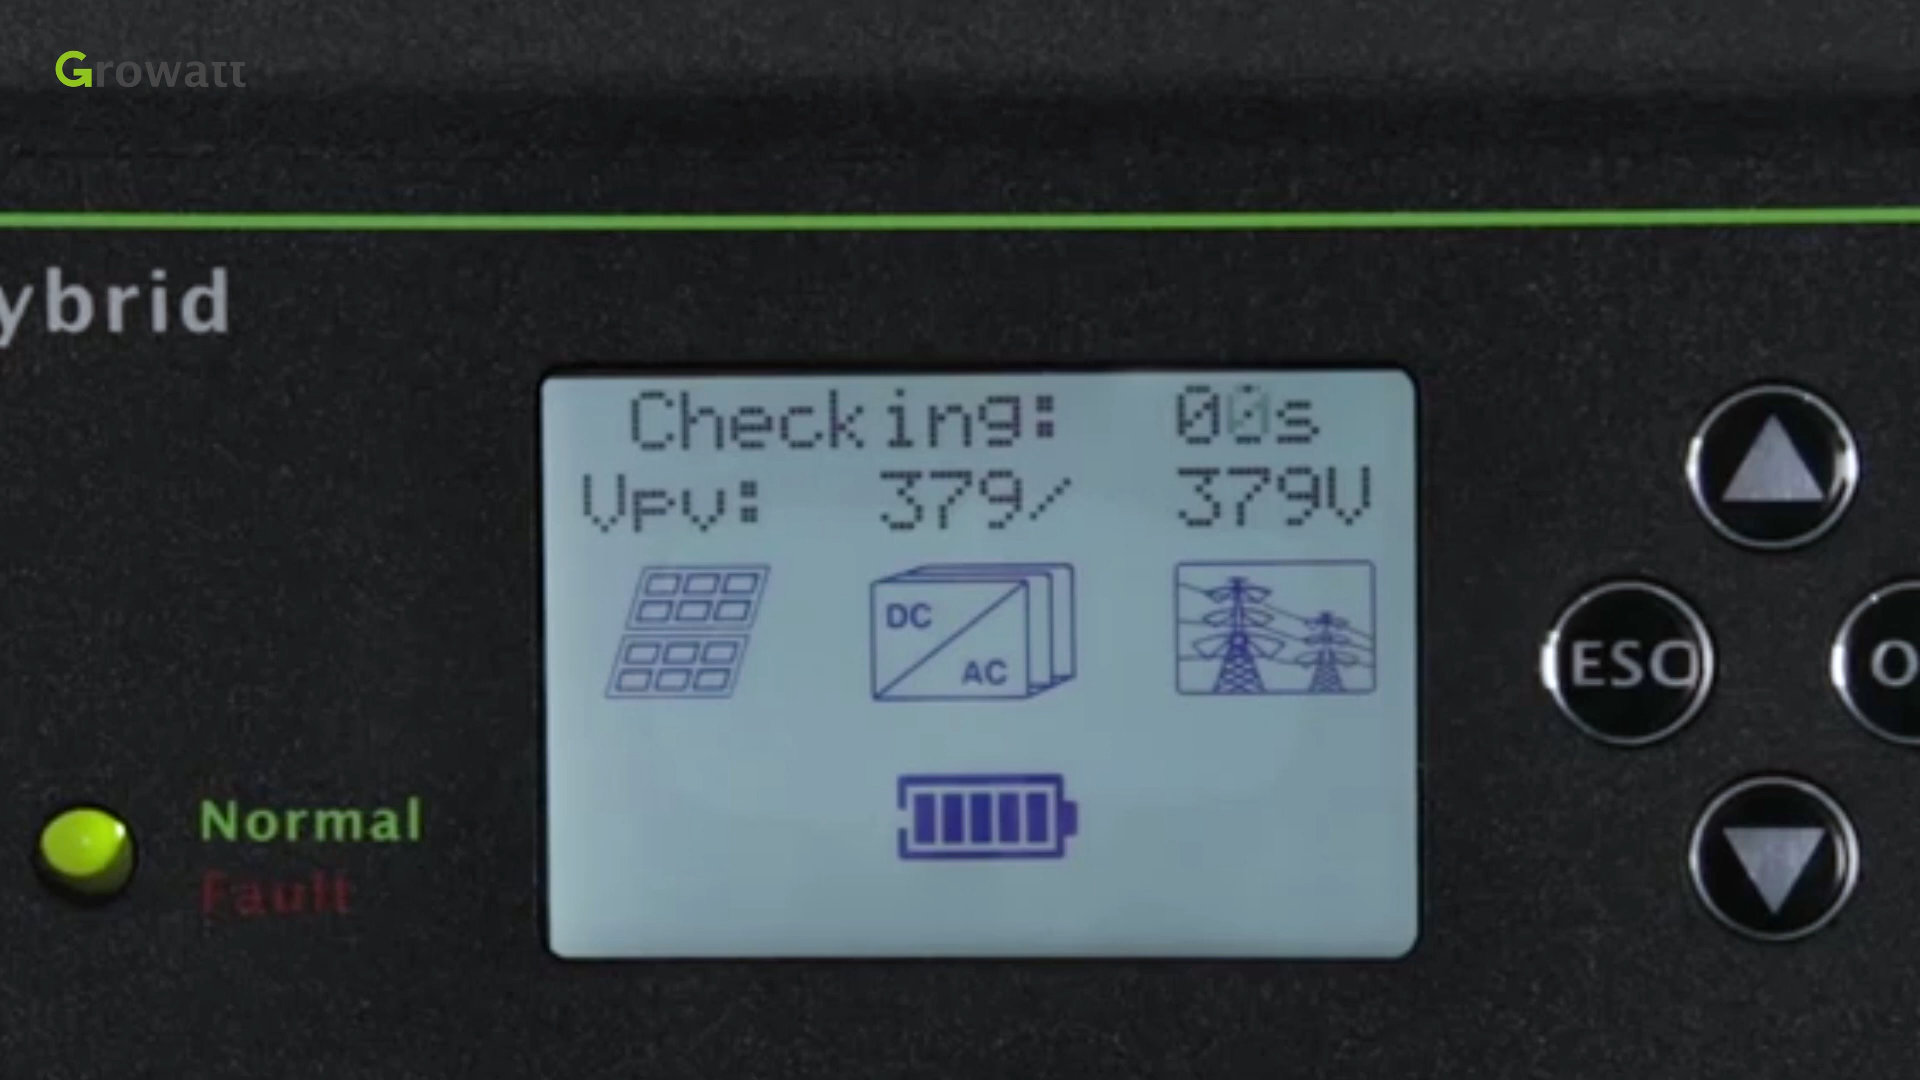 Growatt
ybrid
Checking: 00s
Vpv: 379/ 379V
DC
AC
ESC
O
Normal
Fault